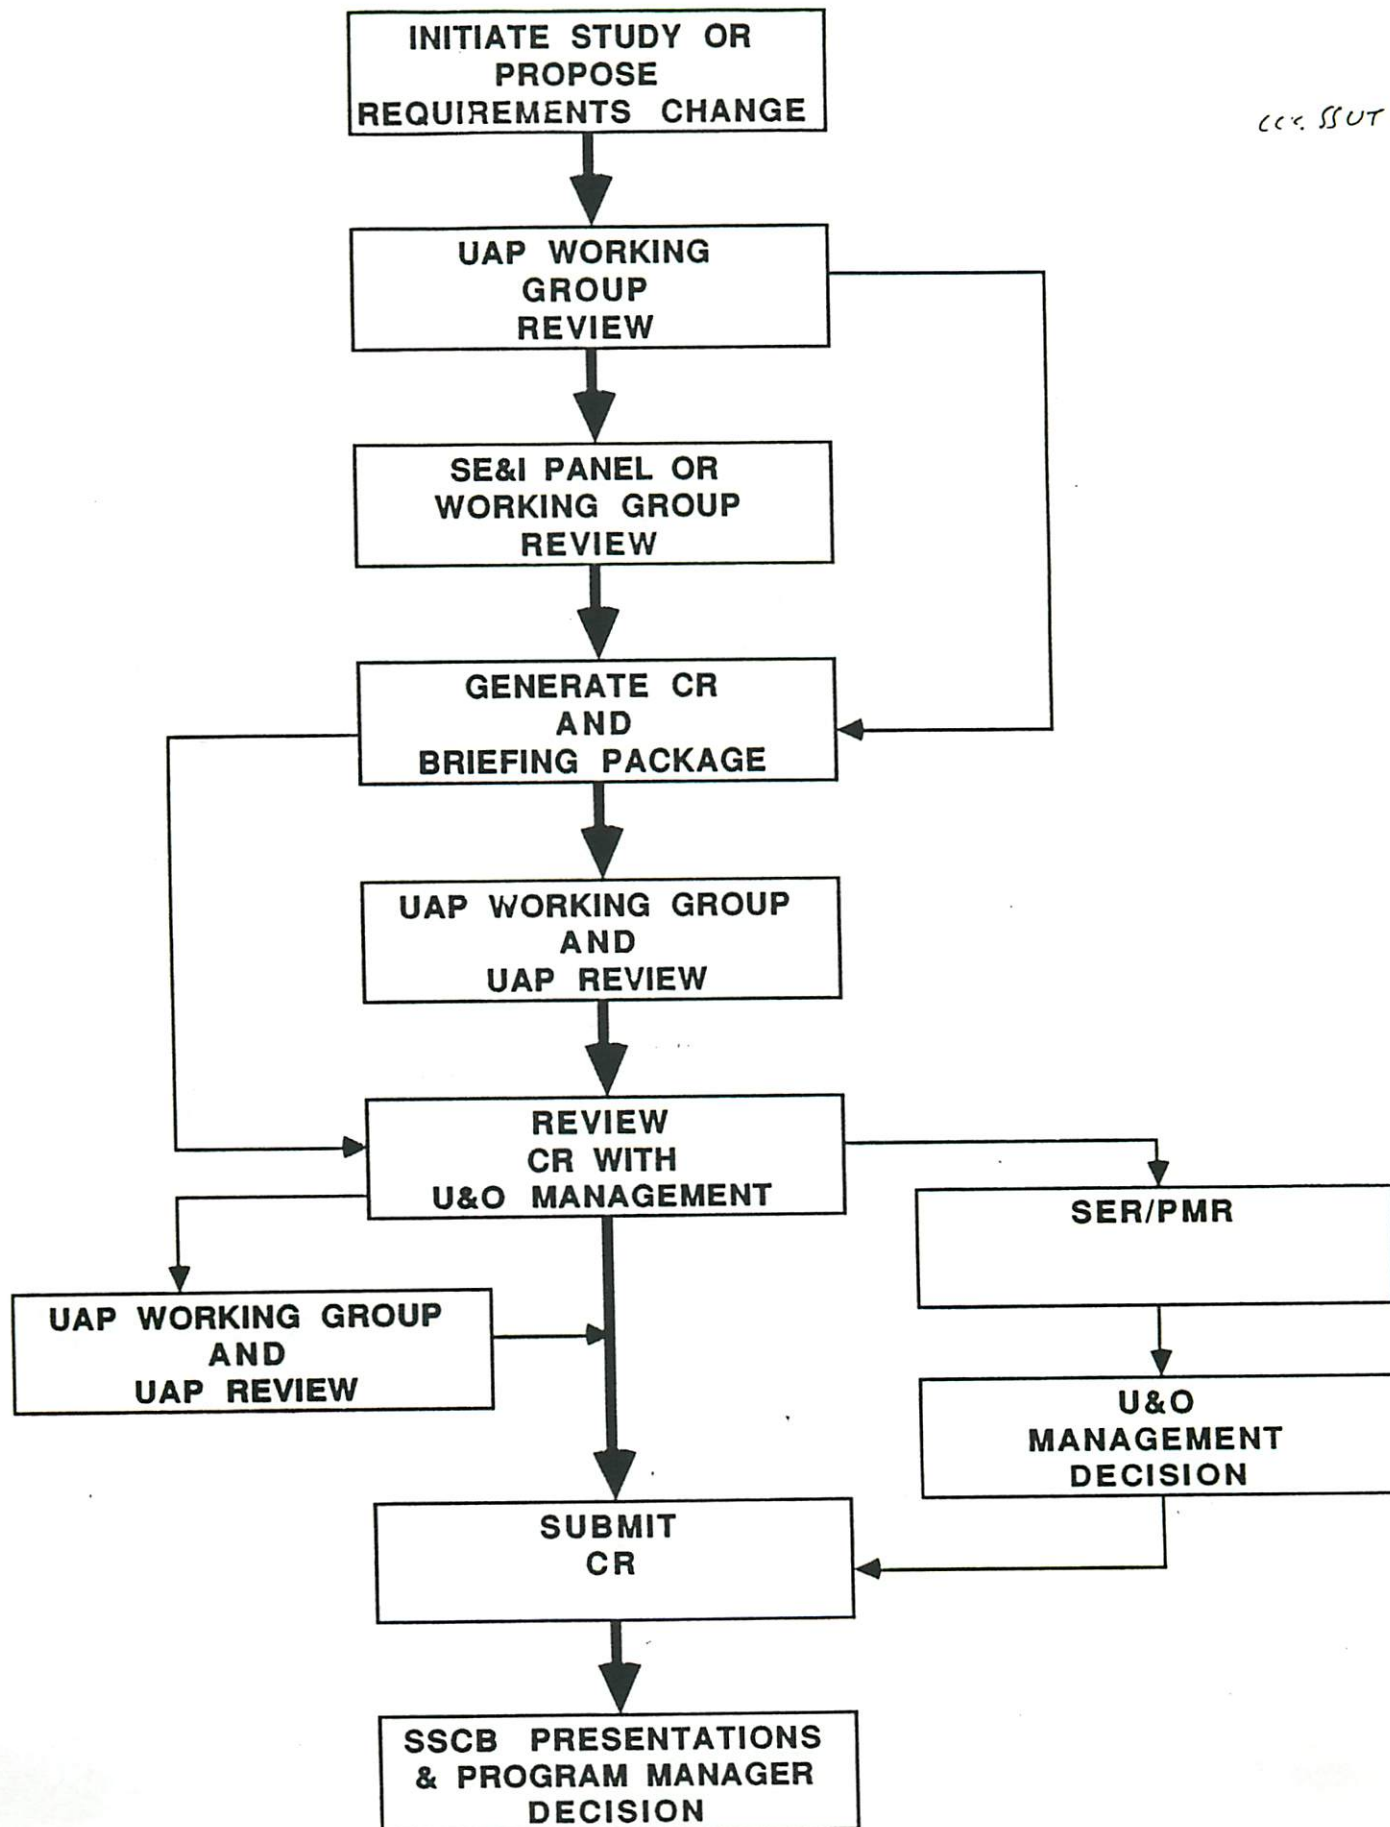 INITIATE STUDY OR
PROPOSE
REQUIREMENTS CHANGE
SSUT
UAP WORKING
GROUP
REVIEW
SE&I PANEL OR
WORKING GROUP
REVIEW
GENERATE CR
AND
BRIEFING PACKAGE
UAP WORKING GROUP
AND
UAP REVIEW
REVIEW
CR WITH
U&O MANAGEMENT
SER/PMR
UAP WORKING GROUP
AND
UAP REVIEW
U&O
MANAGEMENT
DECISION
SUBMIT
CR
SSCB PRESENTATIONS
& PROGRAM MANAGER
DECISION